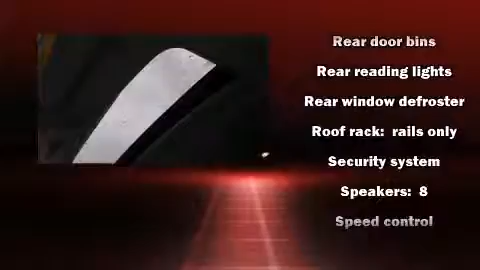 Rear door bins
Rear reading lights
Rear window defroster
Roof rack:  rails only
Security system
Speakers:  8
Speed control